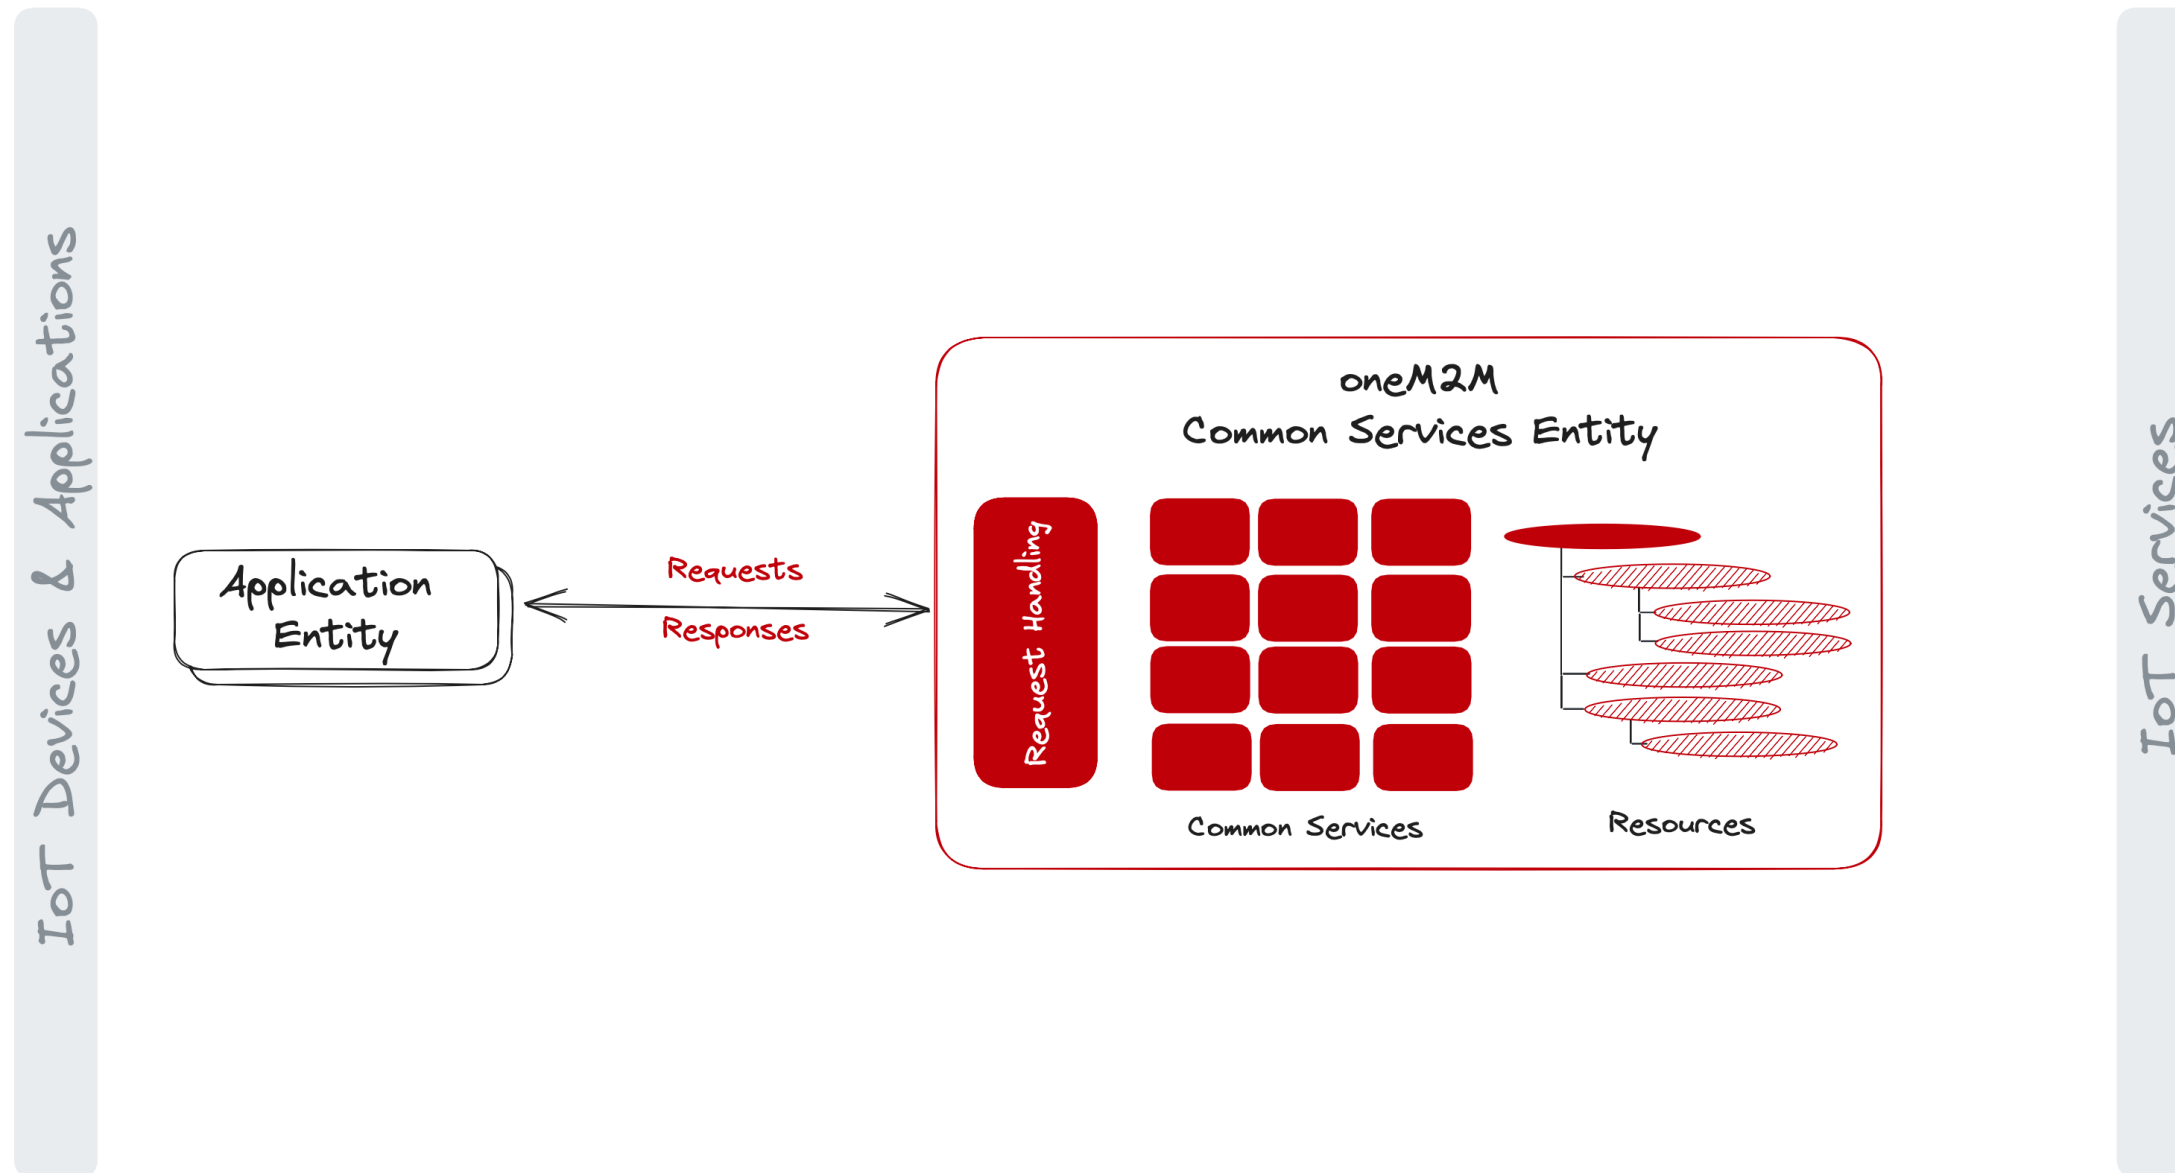 IoT Devices & Applications
Application
Entity
Requests
Responses
oneM2M
Common Services Entity
Request Handling
Common Services
Resources
IoT Services